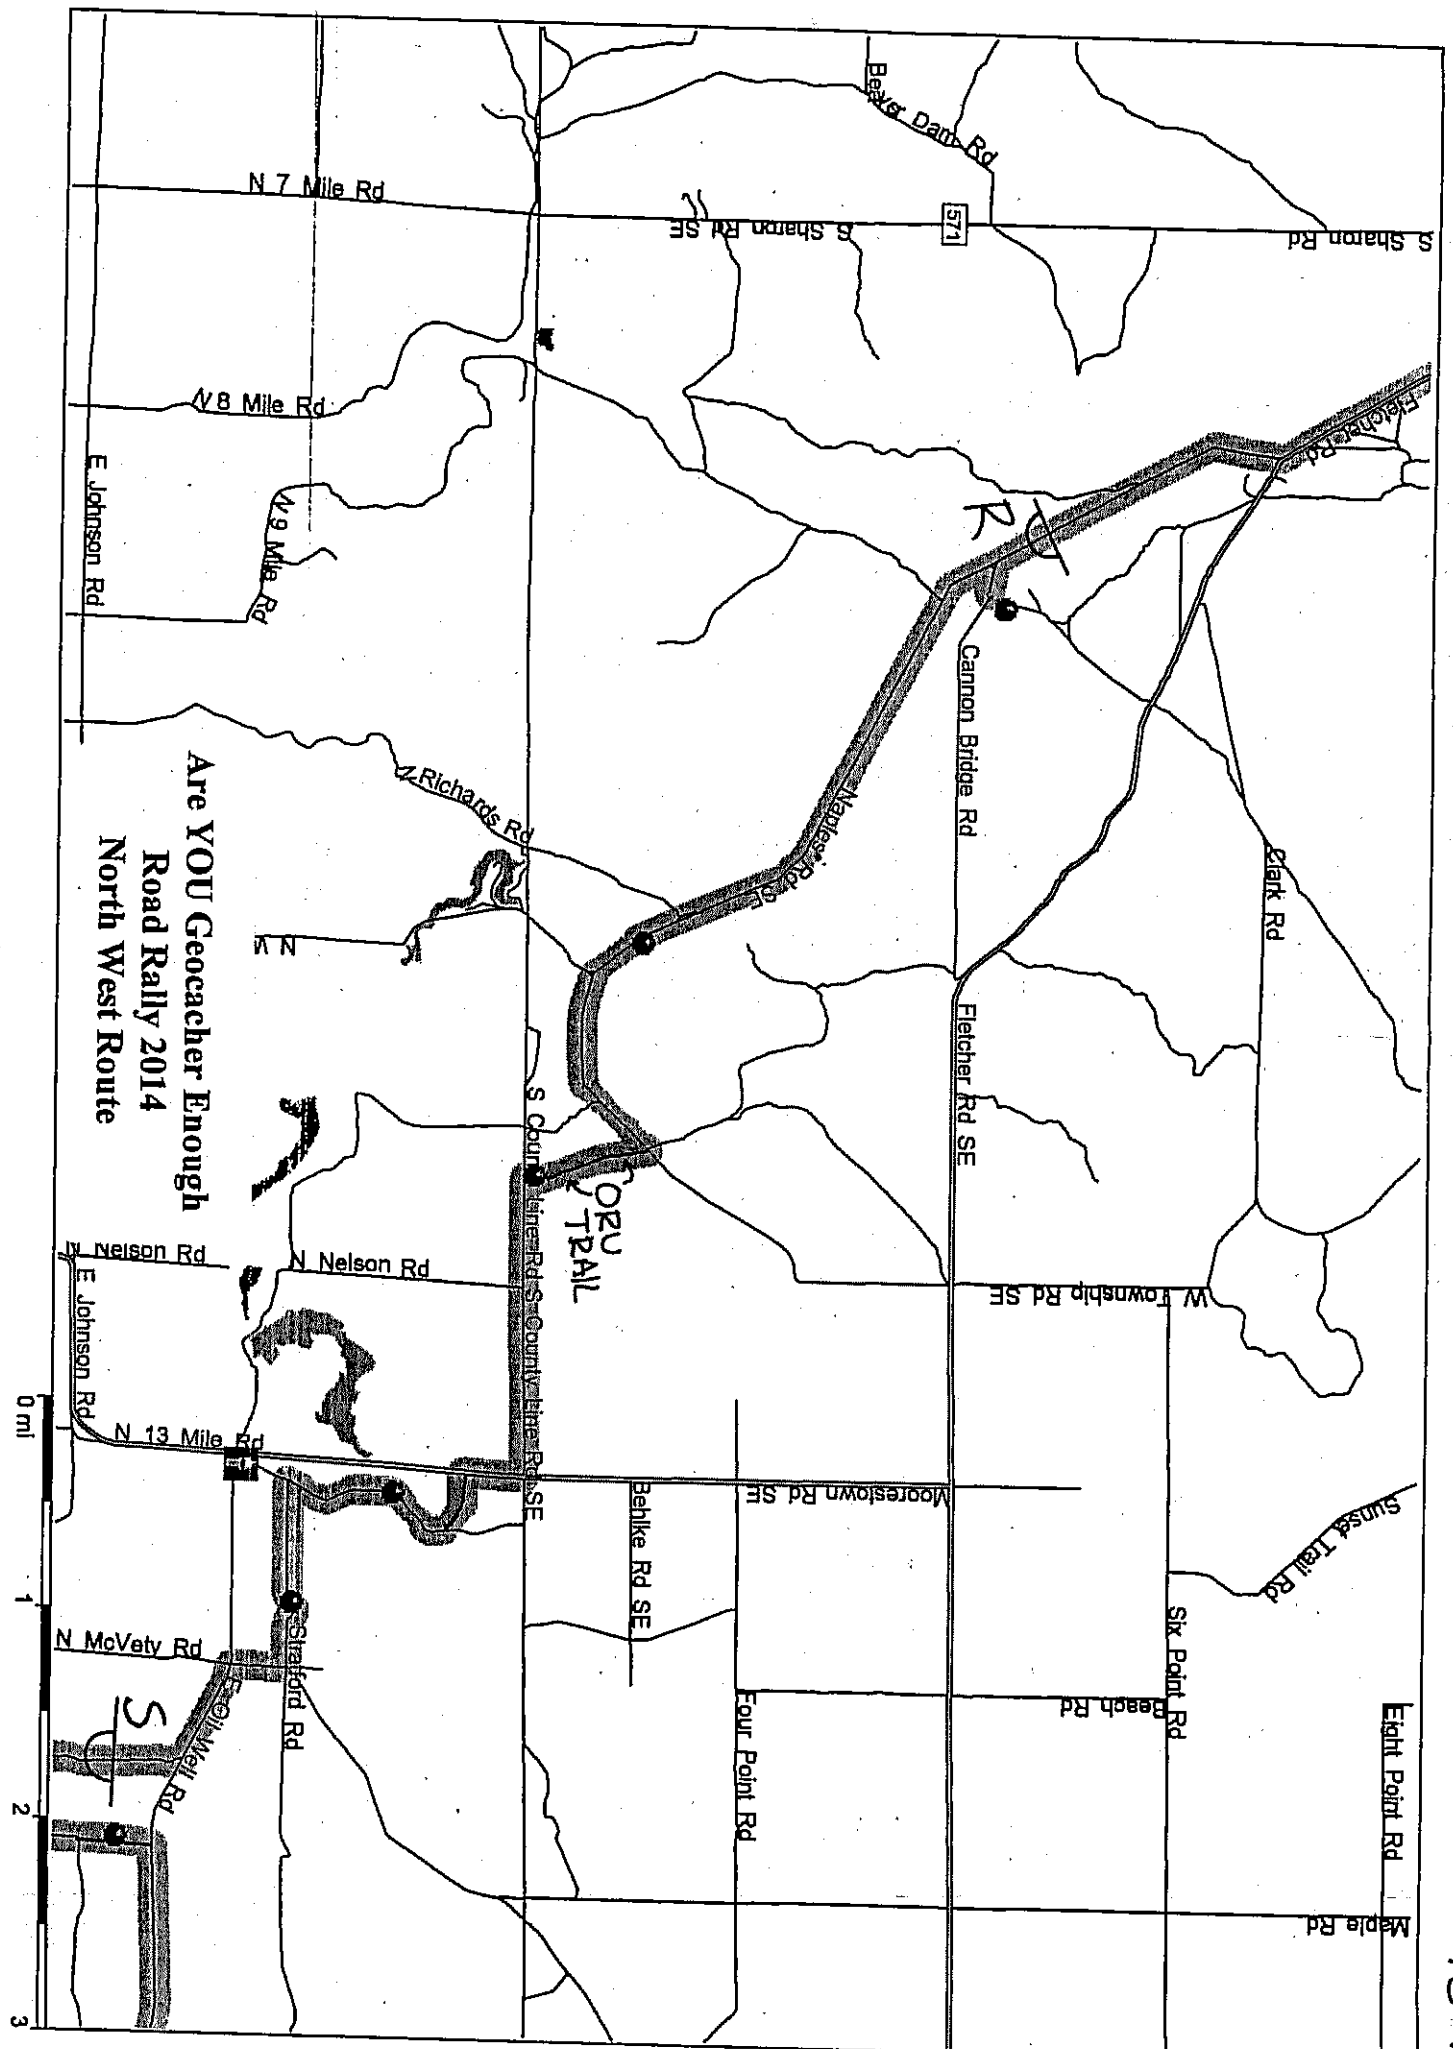 Fletcher Rd
Beaver Dam Rd
S Sharon Rd
571
S Sharon Rd SE
N 7 Mile Rd
N 8 Mile Rd
N 9 Mile Rd
E Johnson Rd
R
Cannon Bridge Rd
Clark Rd
Naples Rd SE
N Richards Rd
Fletcher Rd SE
W Township Rd SE
ORV
TRAIL
S County Line Rd S County Line Rd SE
N Nelson Rd
N Nelson Rd
E Johnson Rd
N 13 Mile Rd
Moorestown Rd SE
Behlke Rd SE
Sunset Trail Rd
Six Point Rd
Beach Rd
Four Point Rd
Eight Point Rd
Maple Rd
Stratford Rd
N McVety Rd
E Oil Well Rd
S
Are YOU Geocacher Enough
Road Rally 2014
North West Route
0 mi
1
2
3